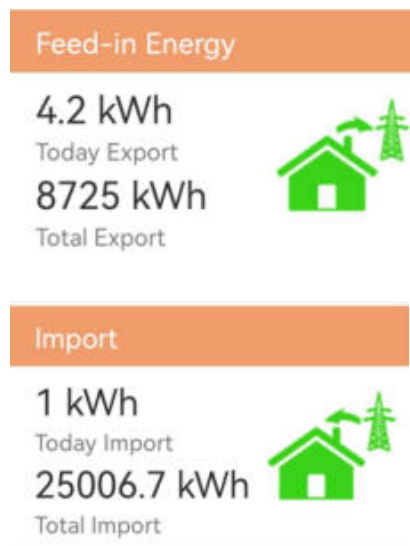 Feed-in Energy
4.2 kWh
Today Export
8725 kWh
Total Export
Import
1 kWh
Today Import
25006.7 kWh
Total Import